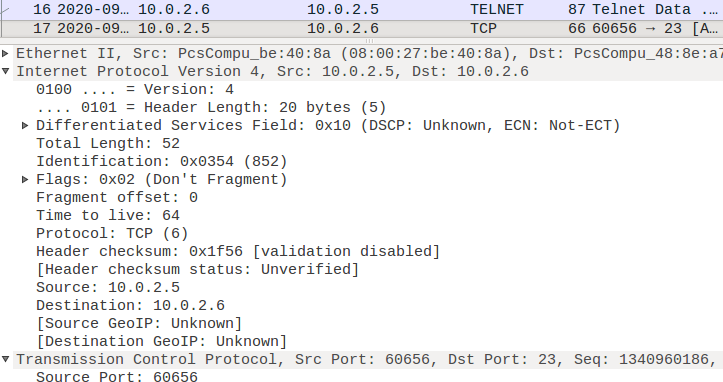 16 2020-09… 10.0.2.6 10.0.2.5 TELNET 87 Telnet Data …
17 2020-09… 10.0.2.5 10.0.2.6 TCP 66 60656 → 23 [A…
Ethernet II, Src: PcsCompu_be:40:8a (08:00:27:be:40:8a), Dst: PcsCompu_48:8e:a7
Internet Protocol Version 4, Src: 10.0.2.5, Dst: 10.0.2.6
0100 .... = Version: 4
.... 0101 = Header Length: 20 bytes (5)
Differentiated Services Field: 0x10 (DSCP: Unknown, ECN: Not-ECT)
Total Length: 52
Identification: 0x0354 (852)
Flags: 0x02 (Don't Fragment)
Fragment offset: 0
Time to live: 64
Protocol: TCP (6)
Header checksum: 0x1f56 [validation disabled]
[Header checksum status: Unverified]
Source: 10.0.2.5
Destination: 10.0.2.6
[Source GeoIP: Unknown]
[Destination GeoIP: Unknown]
Transmission Control Protocol, Src Port: 60656, Dst Port: 23, Seq: 1340960186,
Source Port: 60656